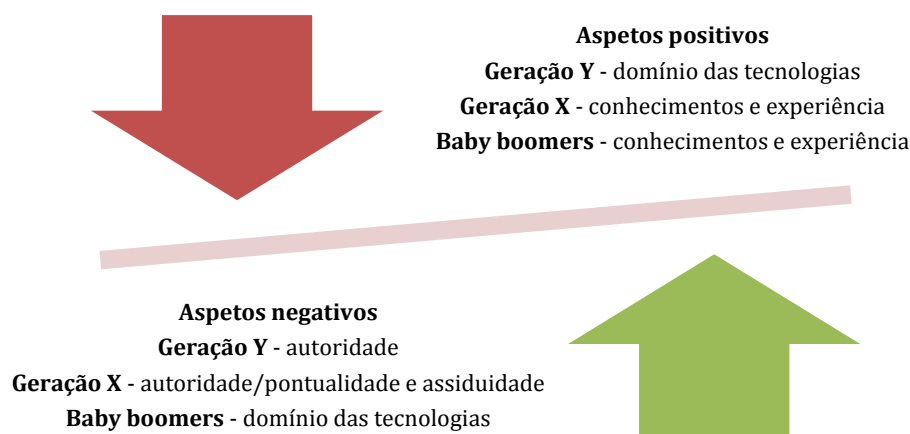 Aspetos positivos
Geração Y - domínio das tecnologias
Geração X - conhecimentos e experiência
Baby boomers - conhecimentos e experiência
Aspetos negativos
Geração Y - autoridade
Geração X - autoridade/pontualidade e assiduidade
Baby boomers - domínio das tecnologias